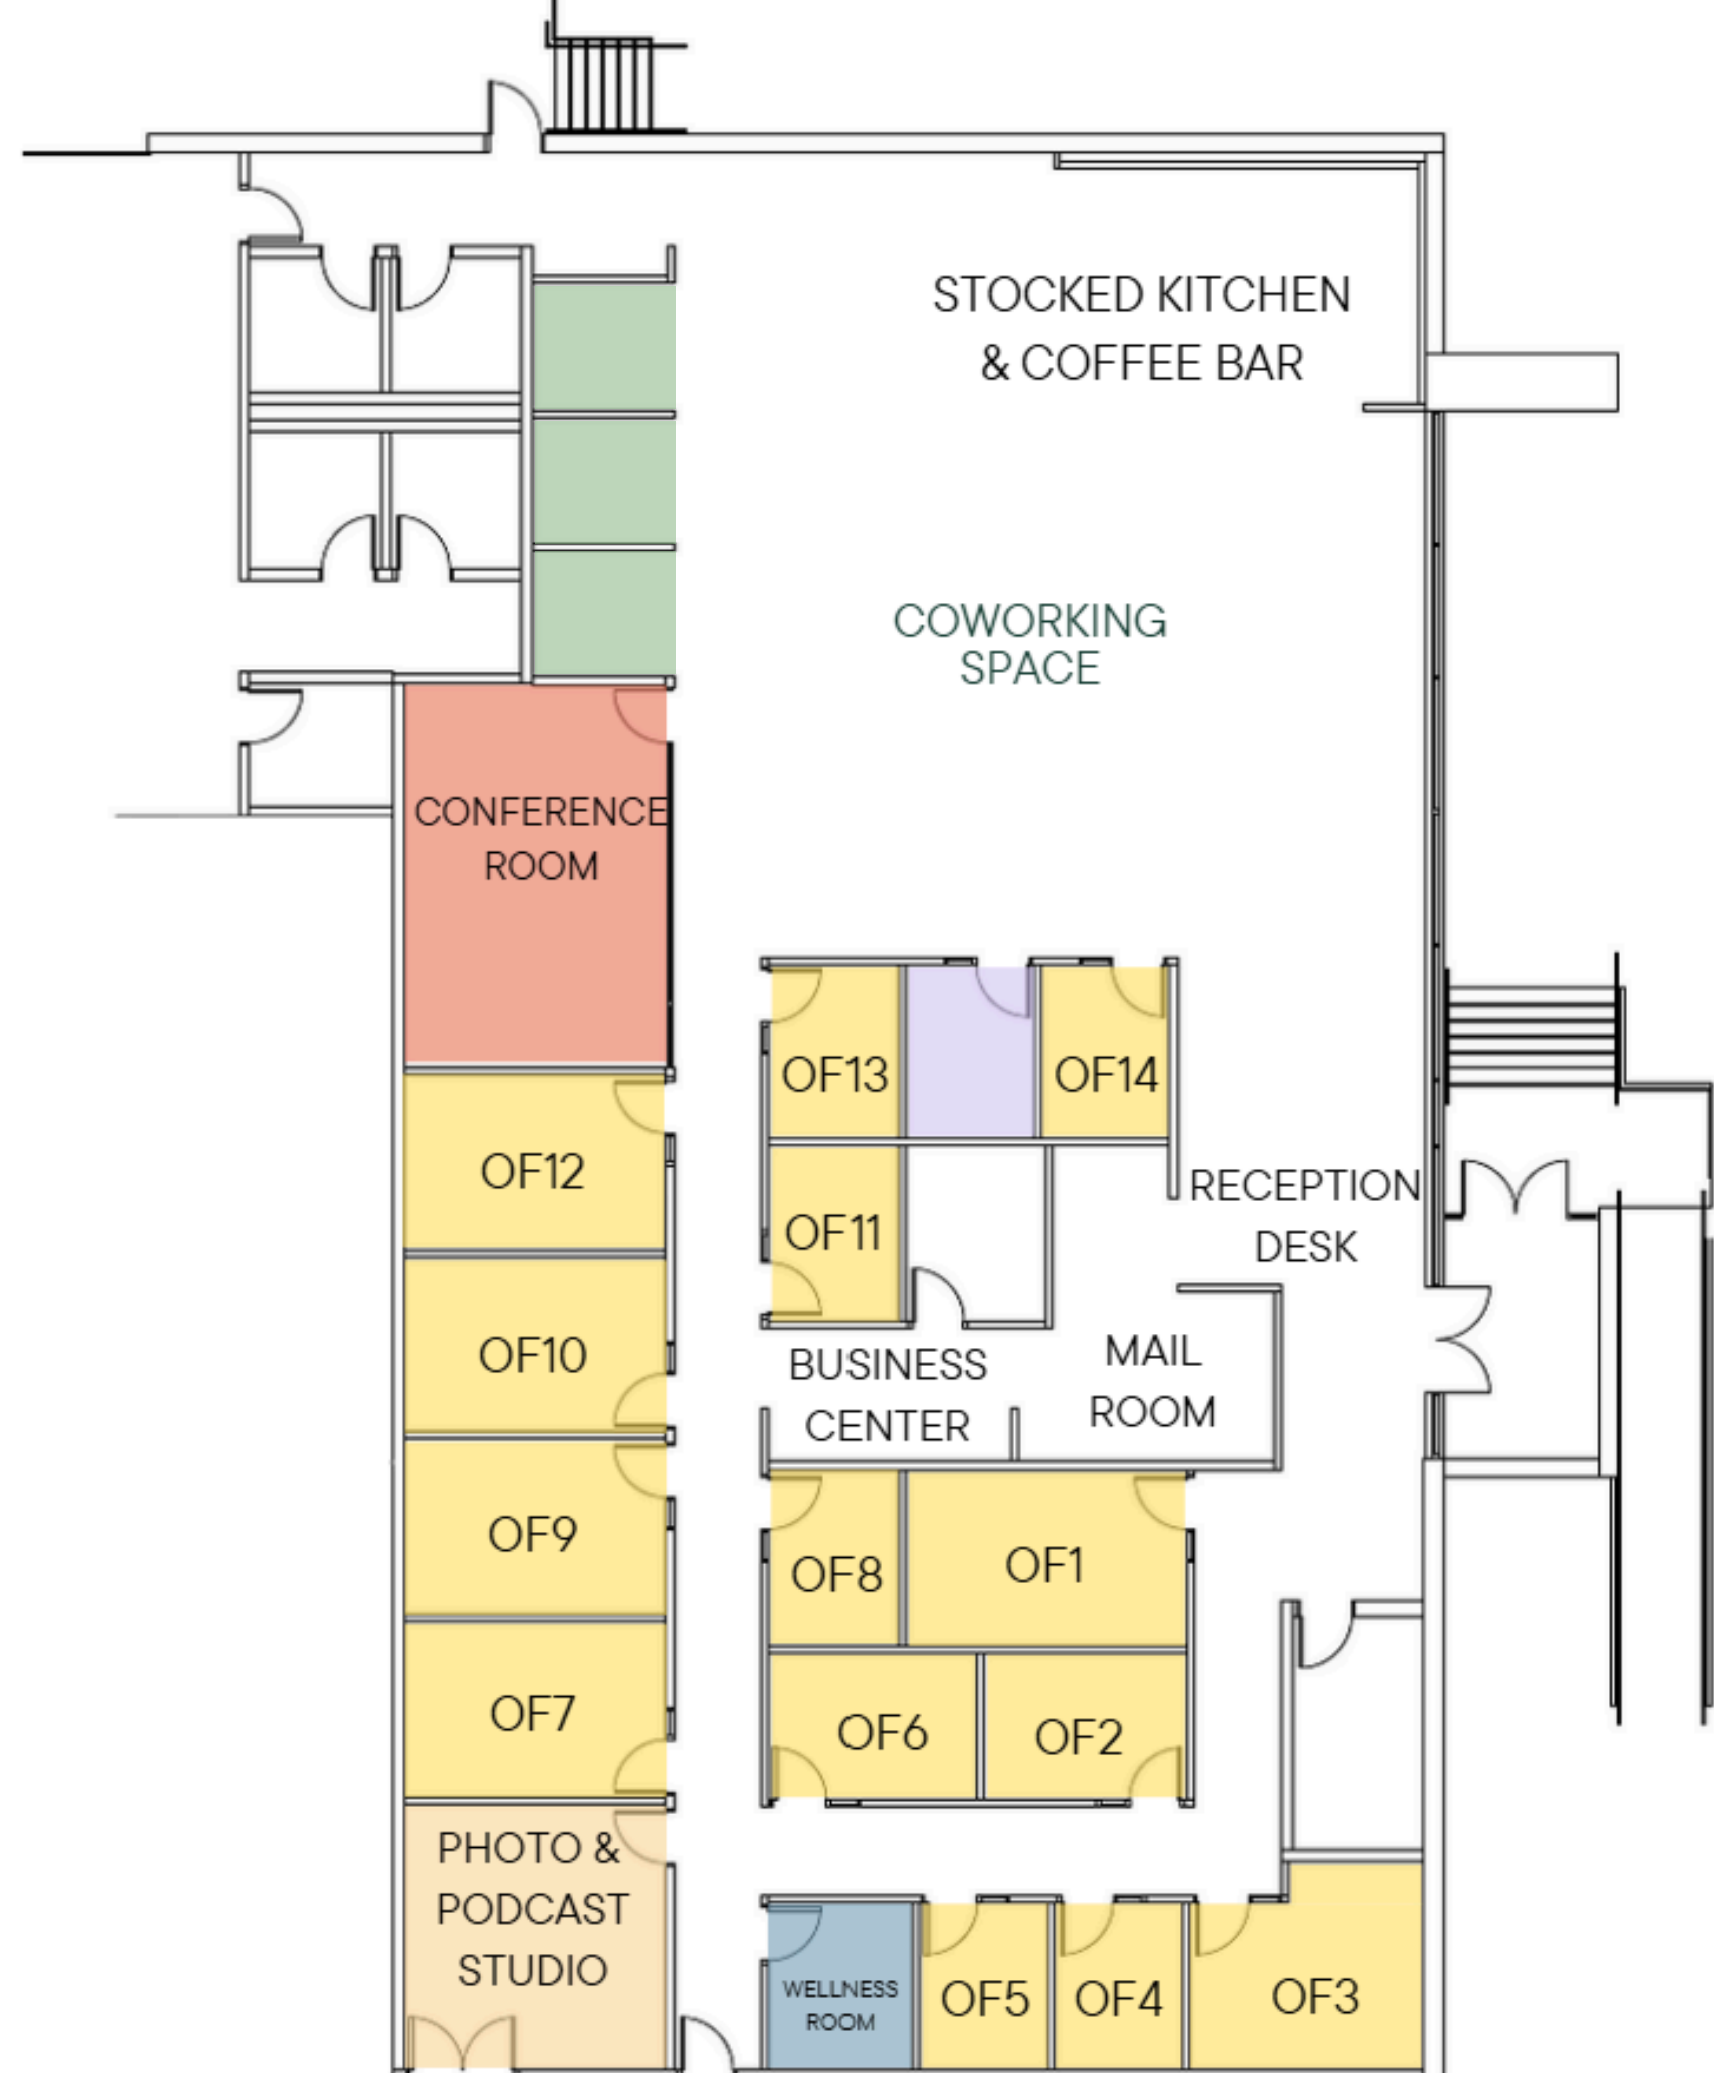 STOCKED KITCHEN
& COFFEE BAR
COWORKING
SPACE
CONFERENCE
ROOM
OF13
OF14
OF12
RECEPTION
DESK
OF11
OF10
BUSINESS
CENTER
MAIL
ROOM
OF9
OF8
OF1
OF7
OF6
OF2
PHOTO &
PODCAST
STUDIO
WELLNESS
ROOM
OF5
OF4
OF3